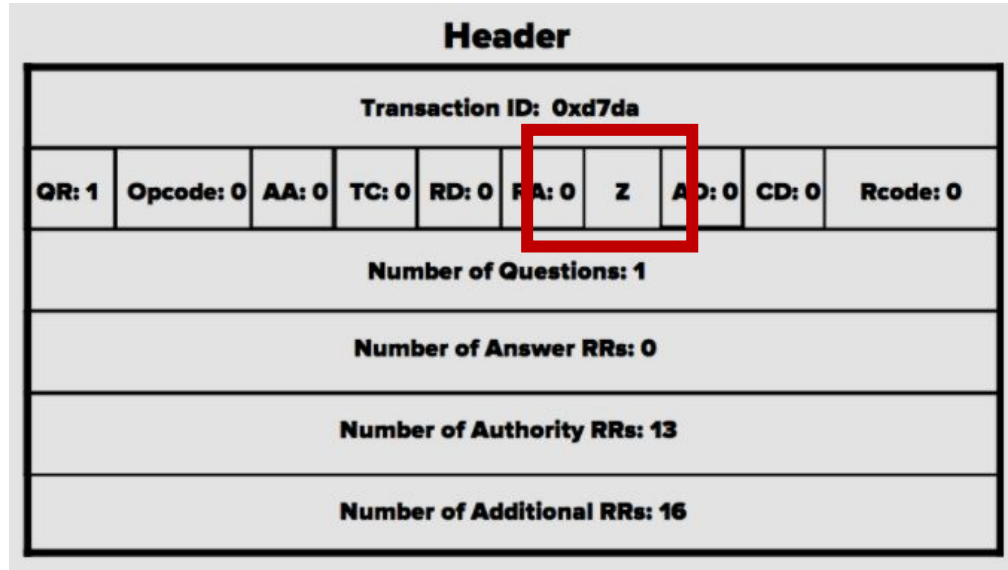 Header
Transaction ID: 0xd7da
QR: 1 Opcode: 0 AA: 0 TC: 0 RD: 0 RA: 0 Z AD: 0 CD: 0 Rcode: 0
Number of Questions: 1
Number of Answer RRs: 0
Number of Authority RRs: 13
Number of Additional RRs: 16